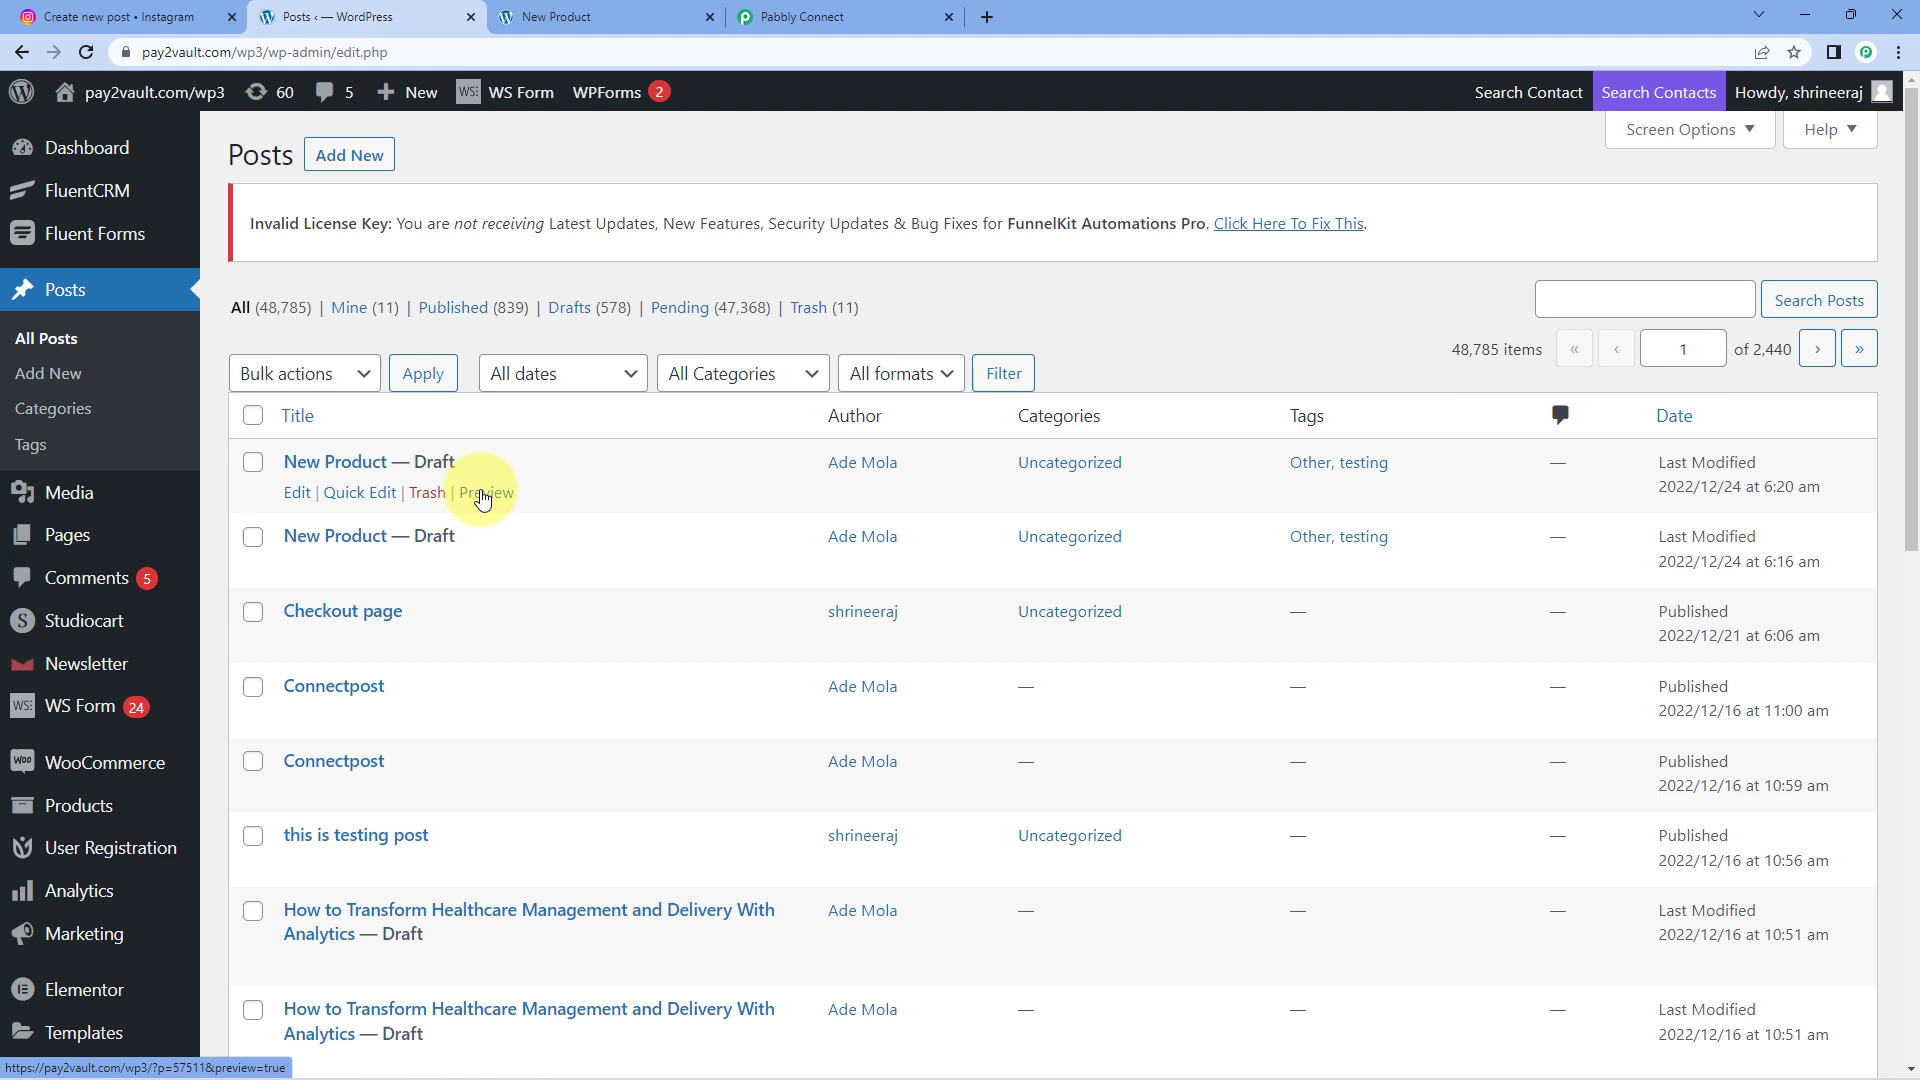 Create new post • Instagram
Posts ‹ — WordPress
New Product
Pabbly Connect
pay2vault.com/wp3/wp-admin/edit.php
pay2vault.com/wp3 60 5 New WS Form WPForms 2
Search Contact Search Contacts Howdy, shrineeraj
Dashboard
FluentCRM
Fluent Forms
Posts
All Posts
Add New
Categories
Tags
Media
Pages
Comments 5
Studiocart
Newsletter
WS Form 24
WooCommerce
Products
User Registration
Analytics
Marketing
Elementor
Templates
Screen Options Help
Posts Add New
Invalid License Key: You are not receiving Latest Updates, New Features, Security Updates & Bug Fixes for FunnelKit Automations Pro. Click Here To Fix This.
All (48,785) | Mine (11) | Published (839) | Drafts (578) | Pending (47,368) | Trash (11)
Search Posts
48,785 items « ‹ 1 of 2,440 › »
Bulk actions Apply All dates All Categories All formats Filter
Title Author Categories Tags Date
New Product — Draft Ade Mola Uncategorized Other, testing — Last Modified
2022/12/24 at 6:20 am
Edit | Quick Edit | Trash | Preview
New Product — Draft Ade Mola Uncategorized Other, testing — Last Modified
2022/12/24 at 6:16 am
Checkout page shrineeraj Uncategorized — — Published
2022/12/21 at 6:06 am
Connectpost Ade Mola — — — Published
2022/12/16 at 11:00 am
Connectpost Ade Mola — — — Published
2022/12/16 at 10:59 am
this is testing post shrineeraj Uncategorized — — Published
2022/12/16 at 10:56 am
How to Transform Healthcare Management and Delivery With Ade Mola — — — Last Modified
Analytics — Draft 2022/12/16 at 10:51 am
How to Transform Healthcare Management and Delivery With Ade Mola — — — Last Modified
Analytics — Draft 2022/12/16 at 10:51 am
https://pay2vault.com/wp3/?p=57511&preview=true